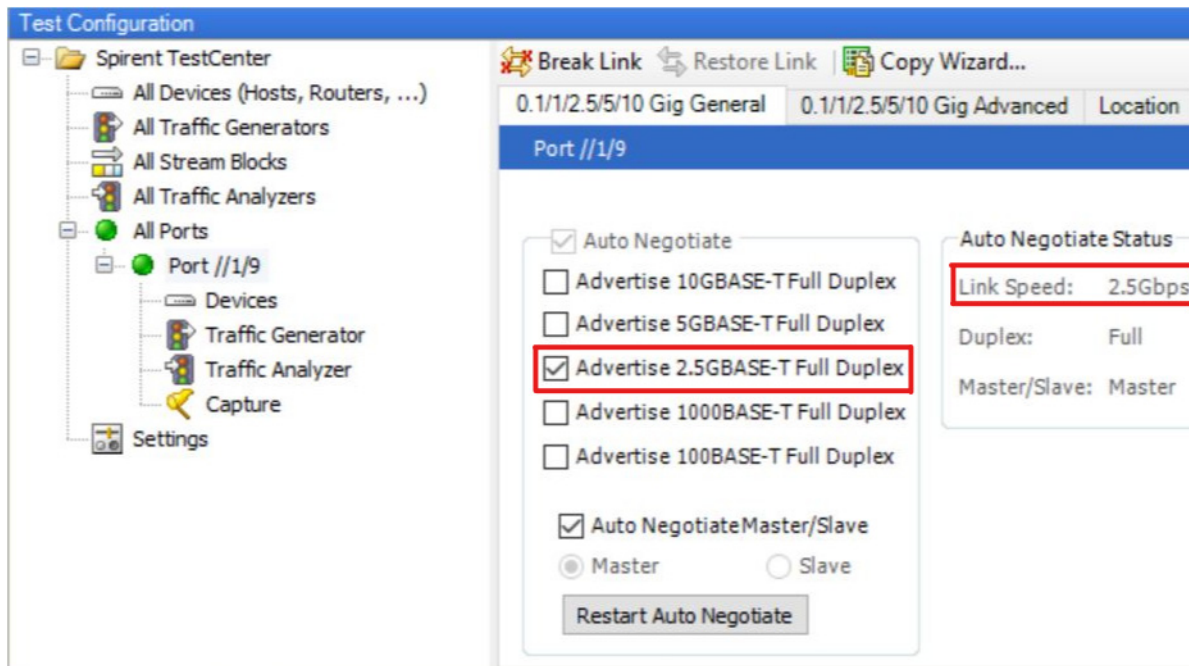 Test Configuration
Spirent TestCenter
All Devices (Hosts, Routers, ...)
All Traffic Generators
All Stream Blocks
All Traffic Analyzers
All Ports
Port //1/9
Devices
Traffic Generator
Traffic Analyzer
Capture
Settings
Break Link Restore Link Copy Wizard...
0.1/1/2.5/5/10 Gig General 0.1/1/2.5/5/10 Gig Advanced Location
Port //1/9
Auto Negotiate
Advertise 10GBASE-T Full Duplex
Advertise 5GBASE-T Full Duplex
Advertise 2.5GBASE-T Full Duplex
Advertise 1000BASE-T Full Duplex
Advertise 100BASE-T Full Duplex
Auto Negotiate Master/Slave
Master Slave
Restart Auto Negotiate
Auto Negotiate Status
Link Speed: 2.5Gbps
Duplex: Full
Master/Slave: Master